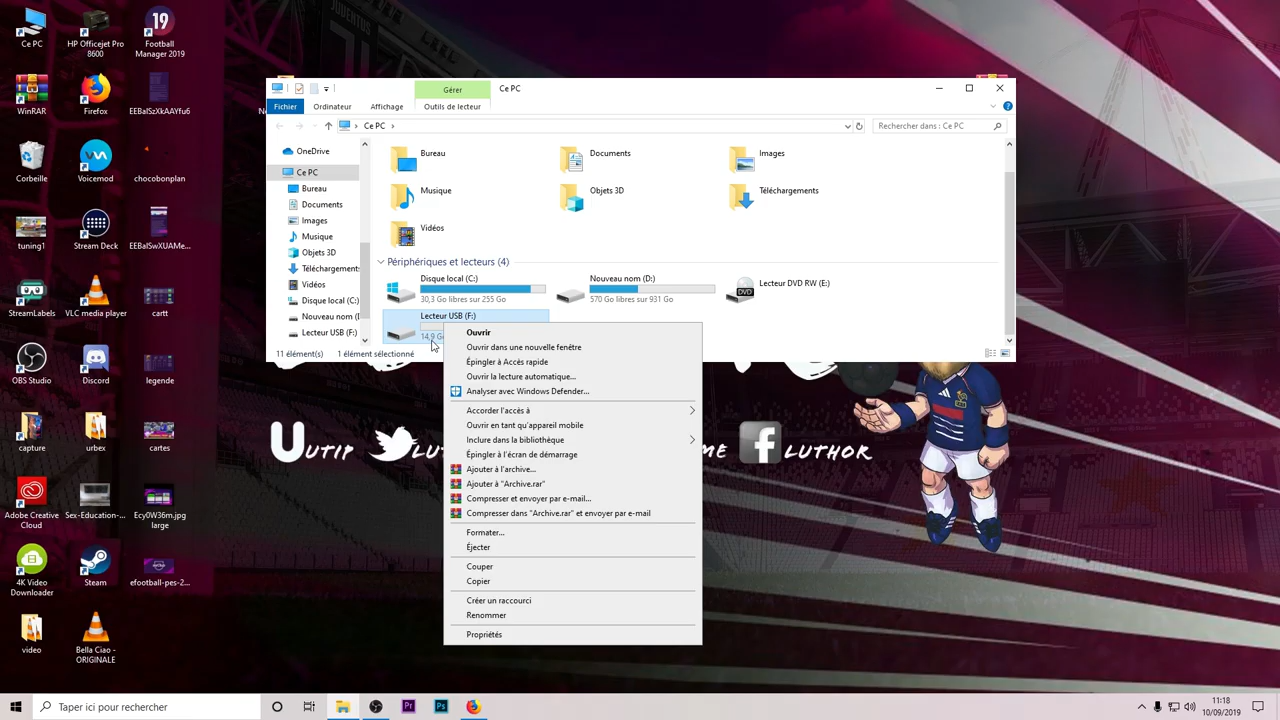 Ce PC
HP Officejet Pro
8600
Football
Manager 2019
WinRAR
Firefox
EEBaISzXkAAYfu6
Corbeille
Voicemod
chocobonplan
tuning1
Stream Deck
EEBaISwXUAMe...
StreamLabels
VLC media player
cartt
OBS Studio
Discord
legende
capture
urbex
cartes
Adobe Creative
Cloud
Sex-Education-...
Ecy0W36m.jpg
large
4K Video
Downloader
Steam
efootball-pes-2...
video
Bella Ciao -
ORIGINALE
19
JUVENTUS
Gérer
Ce PC
Fichier
Ordinateur
Affichage
Outils de lecteur
Ce PC
Rechercher dans : Ce PC
OneDrive
Ce PC
Bureau
Documents
Images
Musique
Objets 3D
Téléchargement:
Vidéos
Disque local (C:)
Nouveau nom (D
Lecteur USB (F:)
Bureau
Documents
Images
Musique
Objets 3D
Téléchargements
Vidéos
Périphériques et lecteurs (4)
Disque local (C:)
30,3 Go libres sur 255 Go
Nouveau nom (D:)
570 Go libres sur 931 Go
DVD
Lecteur DVD RW (E:)
Lecteur USB (F:)
14,9 Go
11 élément(s)
1 élément sélectionné
Ouvrir
Ouvrir dans une nouvelle fenêtre
Épingler à Accès rapide
Ouvrir la lecture automatique...
Analyser avec Windows Defender...
Accorder l'accès à
Ouvrir en tant qu'appareil mobile
Inclure dans la bibliothèque
Épingler à l'écran de démarrage
Ajouter à l'archive...
Ajouter à "Archive.rar"
Compresser et envoyer par e-mail...
Compresser dans "Archive.rar" et envoyer par e-mail
Formater...
Éjecter
Couper
Copier
Créer un raccourci
Renommer
Propriétés
Utip
luthor
Taper ici pour rechercher
Pr
Ps
11:18
10/09/2019